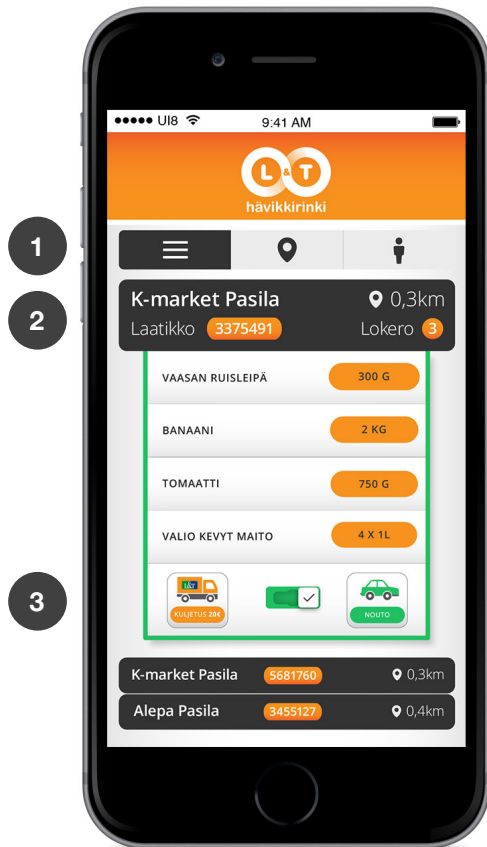 ●●●●● UI8 9:41 AM
L & T
hävikkirinki
1
2
K-market Pasila 0,3km
Laatikko 3375491 Lokero 3
VAASAN RUISLEIPÄ 300 G
BANAANI 2 KG
TOMAATTI 750 G
VALIO KEVYT MAITO 4 X 1L
3
L&T
KULJETUS 20€ NOUTO
K-market Pasila 5681760 0,3km
Alepa Pasila 3455127 0,4km